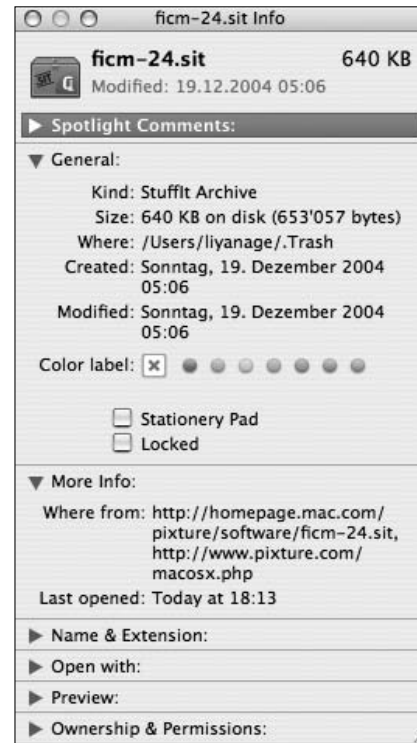 ficm-24.sit Info
ficm-24.sit 640 KB
Modified: 19.12.2004 05:06
Spotlight Comments:
General:
Kind: StuffIt Archive
Size: 640 KB on disk (653'057 bytes)
Where: /Users/liyanage/.Trash
Created: Sonntag, 19. Dezember 2004
05:06
Modified: Sonntag, 19. Dezember 2004
05:06
Color label:
Stationery Pad
Locked
More Info:
Where from: http://homepage.mac.com/
pixture/software/ficm-24.sit,
http://www.pixture.com/
macosx.php
Last opened: Today at 18:13
Name & Extension:
Open with:
Preview:
Ownership & Permissions: